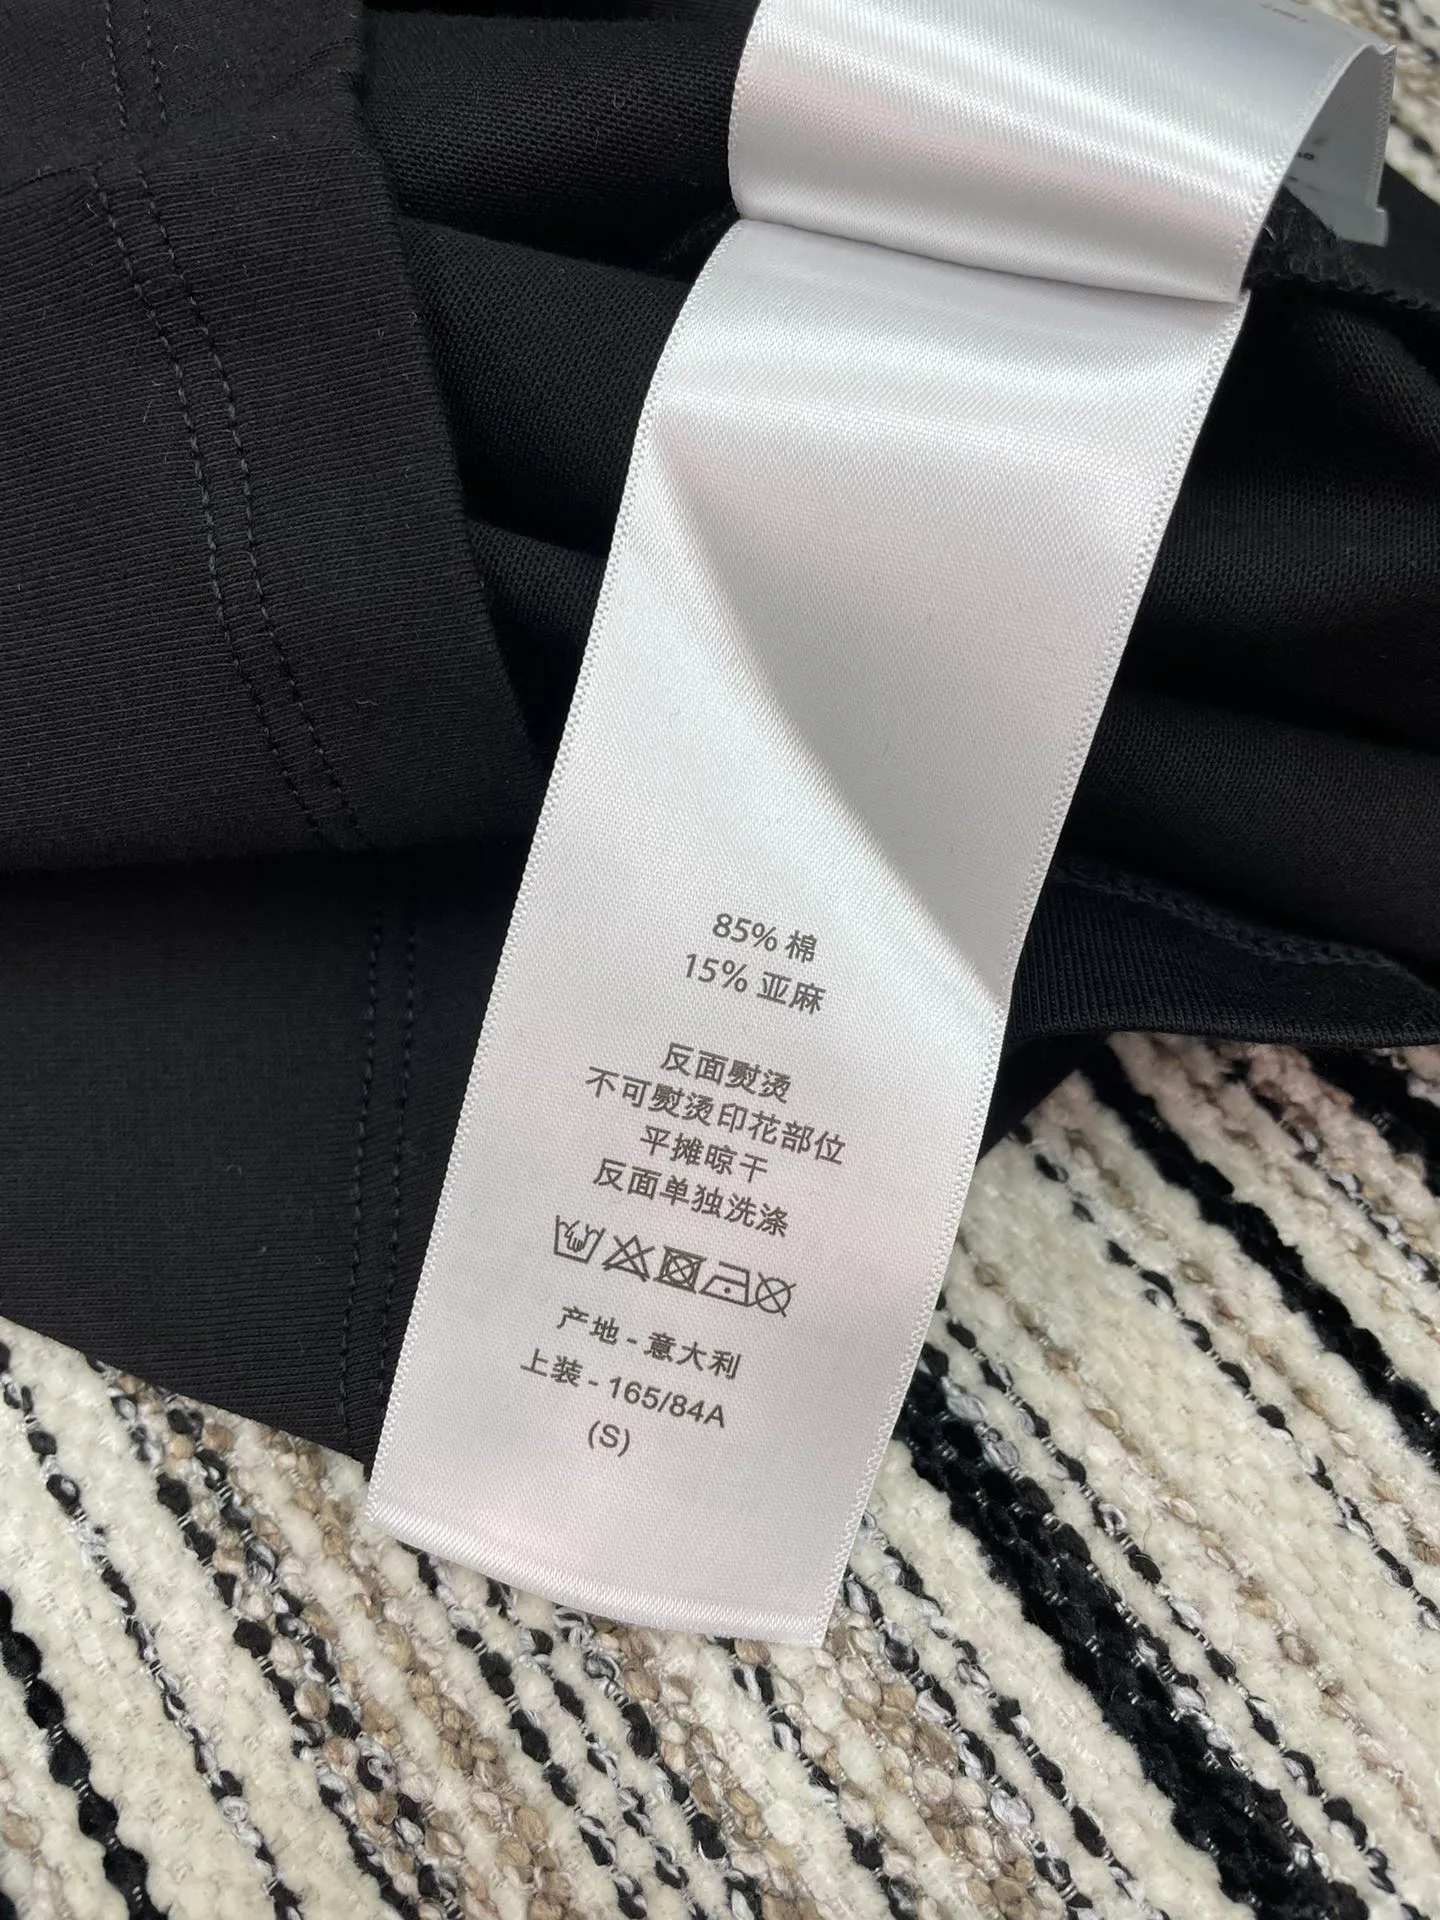 85% 棉
15% 亚麻
反面熨烫
不可熨烫印花部位
平摊晾干
反面单独洗涤
产地 - 意大利
上装 - 165/84A
(S)